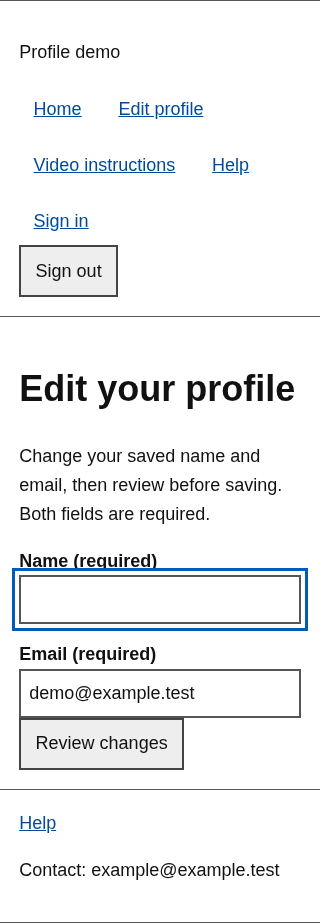 Profile demo
Home Edit profile
Video instructions Help
Sign in
Sign out
Edit your profile
Change your saved name and
email, then review before saving.
Both fields are required.
Name (required)
Email (required)
demo@example.test
Review changes
Help
Contact: example@example.test